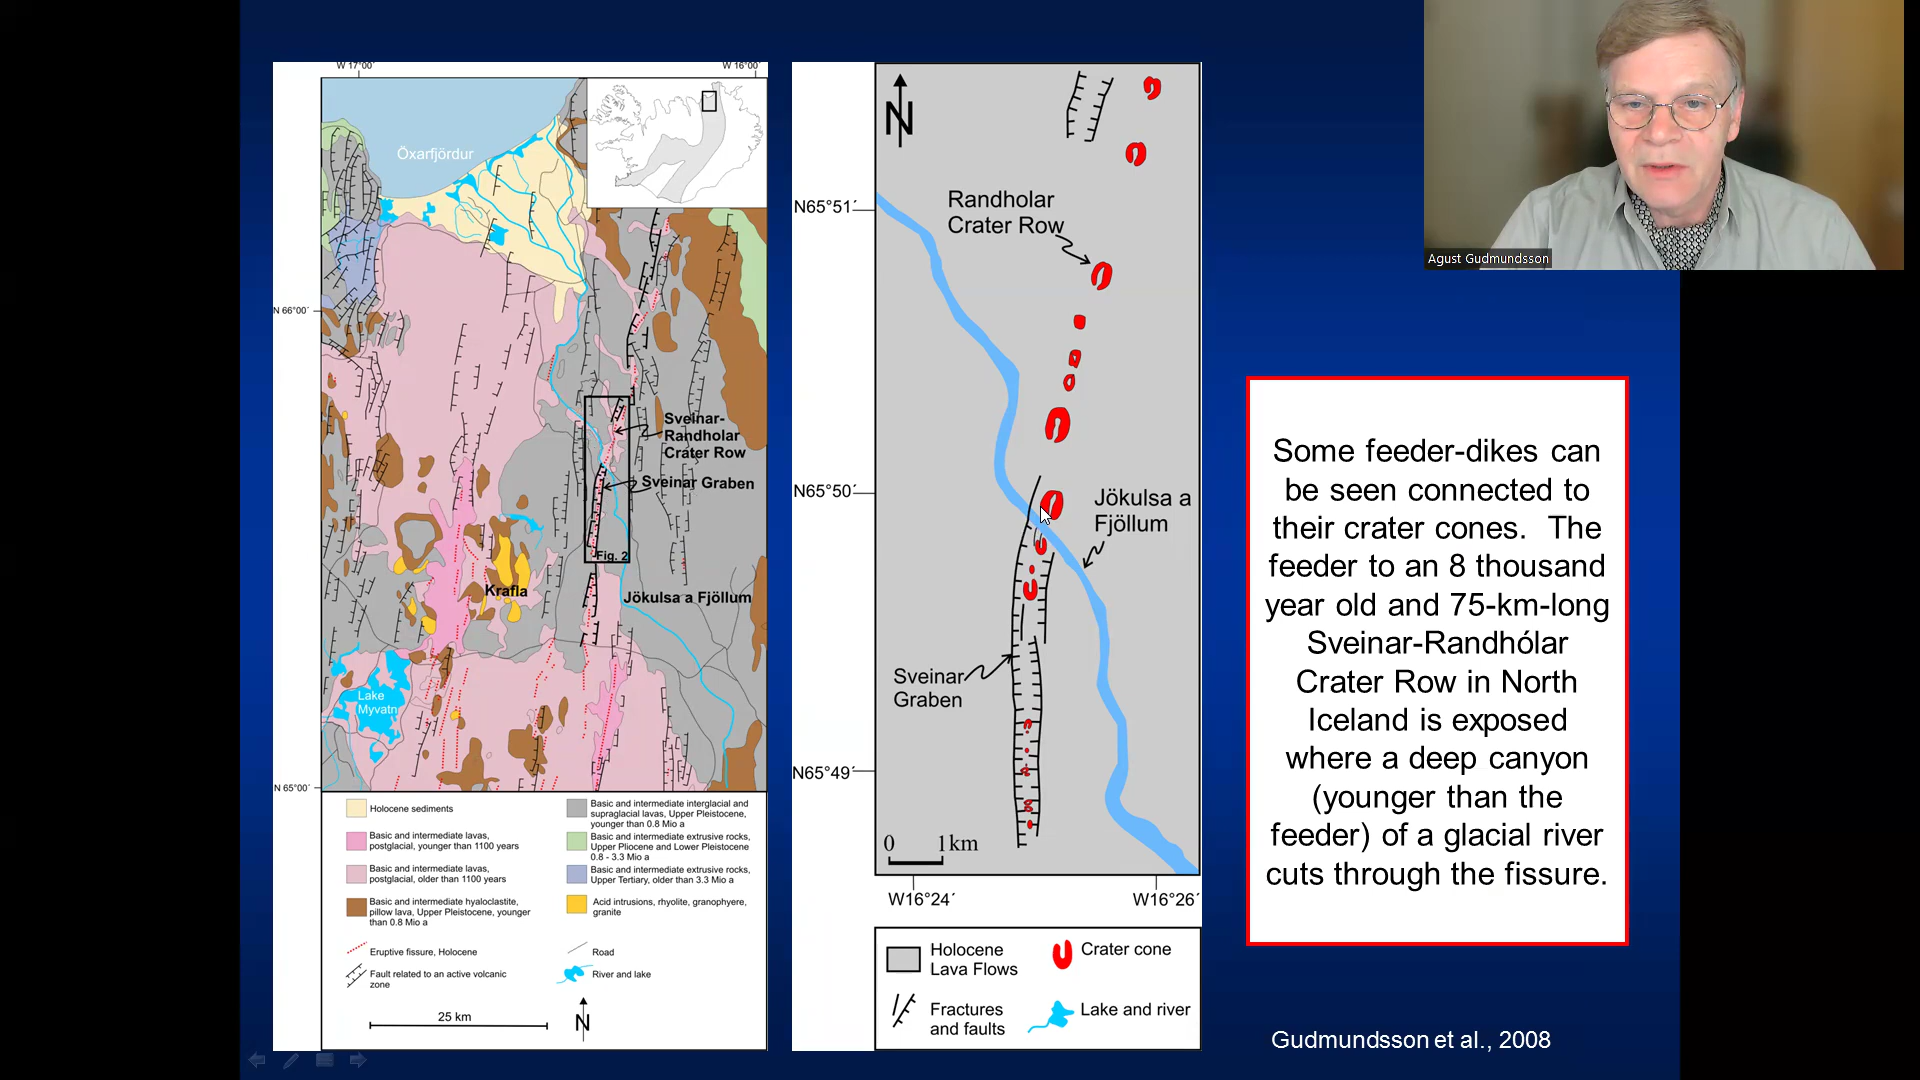 W 17°00´
W 16°00´
Öxarfjördur
N 66°00´
Sveinar-
Randholar
Crater Row
Sveinar Graben
Fig. 2
Krafla
Jökulsa a Fjöllum
Lake
Myvatn
N 65°00´
Holocene sediments
Basic and intermediate lavas,
postglacial, younger than 1100 years
Basic and intermediate lavas,
postglacial, older than 1100 years
Basic and intermediate hyaloclastite,
pillow lava, Upper Pleistocene, younger
than 0.8 Mio a
Eruptive fissure, Holocene
Fault related to an active volcanic
zone
Basic and intermediate interglacial and
supraglacial lavas, Upper Pleistocene,
younger than 0.8 Mio a
Basic and intermediate extrusive rocks,
Upper Pliocene and Lower Pleistocene
0.8 - 3.3 Mio a
Basic and intermediate extrusive rocks,
Upper Tertiary, older than 3.3 Mio a
Acid intrusions, rhyolite, granophyere,
granite
Road
River and lake
25 km
N
N
Randholar
Crater Row
N65°51´
N65°50´
Jökulsa a
Fjöllum
Sveinar
Graben
N65°49´
0 1km
W16°24´
W16°26´
Holocene
Lava Flows
Crater cone
Fractures
and faults
Lake and river
Agust Gudmundsson
Some feeder-dikes can
be seen connected to
their crater cones. The
feeder to an 8 thousand
year old and 75-km-long
Sveinar-Randhólar
Crater Row in North
Iceland is exposed
where a deep canyon
(younger than the
feeder) of a glacial river
cuts through the fissure.
Gudmundsson et al., 2008